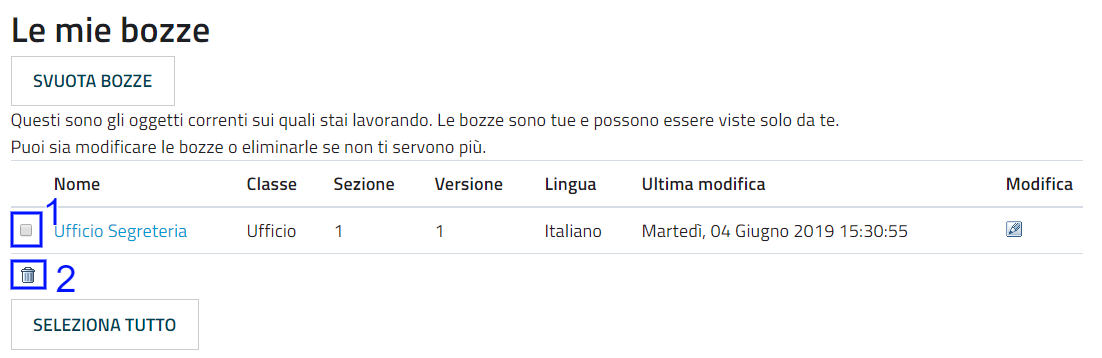 Le mie bozze
SVUOTA BOZZE
Questi sono gli oggetti correnti sui quali stai lavorando. Le bozze sono tue e possono essere viste solo da te.
Puoi sia modificare le bozze o eliminarle se non ti servono più.
Nome Classe Sezione Versione Lingua Ultima modifica Modifica
1
Ufficio Segreteria Ufficio 1 1 Italiano Martedì, 04 Giugno 2019 15:30:55
2
SELEZIONA TUTTO